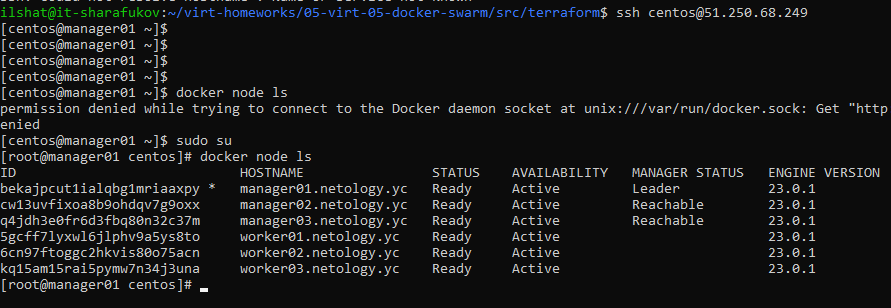 ilshat@it-sharafukov:~/virt-homeworks/05-virt-05-docker-swarm/src/terraform$ ssh centos@51.250.68.249
[centos@manager01 ~]$
[centos@manager01 ~]$
[centos@manager01 ~]$
[centos@manager01 ~]$
[centos@manager01 ~]$ docker node ls
permission denied while trying to connect to the Docker daemon socket at unix:///var/run/docker.sock: Get "http
enied
[centos@manager01 ~]$ sudo su
[root@manager01 centos]# docker node ls
ID HOSTNAME STATUS AVAILABILITY MANAGER STATUS ENGINE VERSION
bekajpcut1ialqbg1mriaaxpy * manager01.netology.yc Ready Active Leader 23.0.1
cw13uvfixoa8b9ohdqv7g9oxx manager02.netology.yc Ready Active Reachable 23.0.1
q4jdh3e0fr6d3fbq80n32c37m manager03.netology.yc Ready Active Reachable 23.0.1
5gcff7lyxwl6jlphv9a5ys8to worker01.netology.yc Ready Active 23.0.1
6cn97ftoggc2hkvis80o75acn worker02.netology.yc Ready Active 23.0.1
kq15am15rai5pymw7n34j3una worker03.netology.yc Ready Active 23.0.1
[root@manager01 centos]#